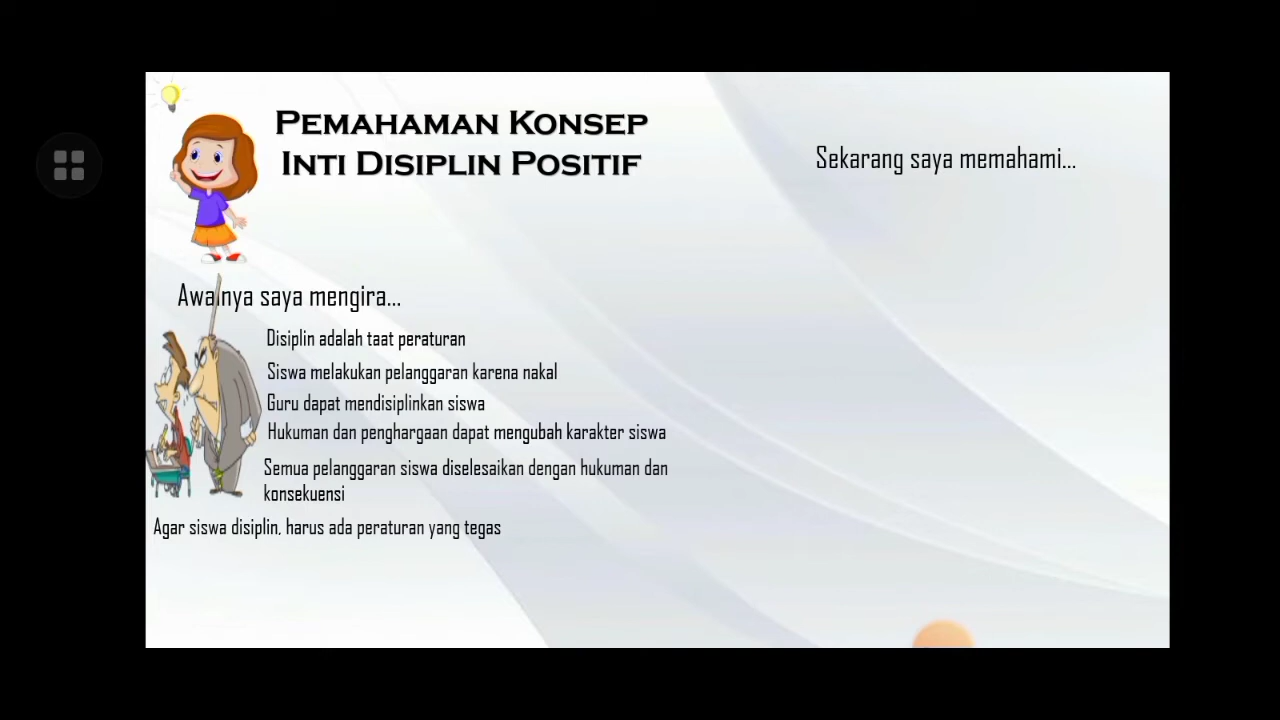 PEMAHAMAN KONSEP
INTI DISIPLIN POSITIF
Awalnya saya mengira...
Disiplin adalah taat peraturan
Siswa melakukan pelanggaran karena nakal
Guru dapat mendisiplinkan siswa
Hukuman dan penghargaan dapat mengubah karakter siswa
Semua pelanggaran siswa diselesaikan dengan hukuman dan
konsekuensi
Agar siswa disiplin, harus ada peraturan yang tegas
Sekarang saya memahami...